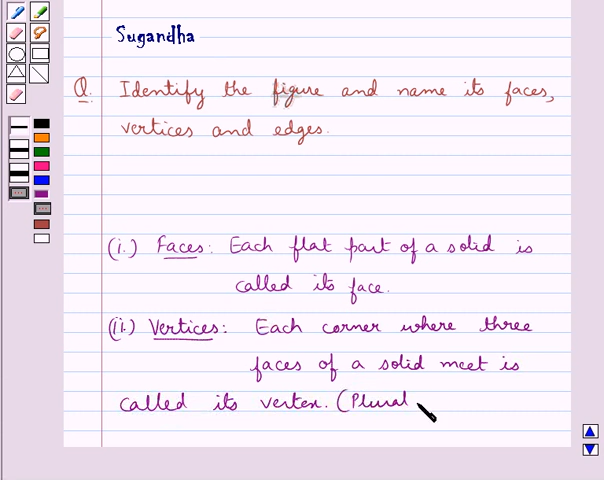 Sugandha
Q. Identify the figure and name its faces,
vertices and edges.
(i.) Faces: Each flat part of a solid is
called its face.
(ii.) Vertices: Each corner where three
faces of a solid meet is
called its vertex. (Plural